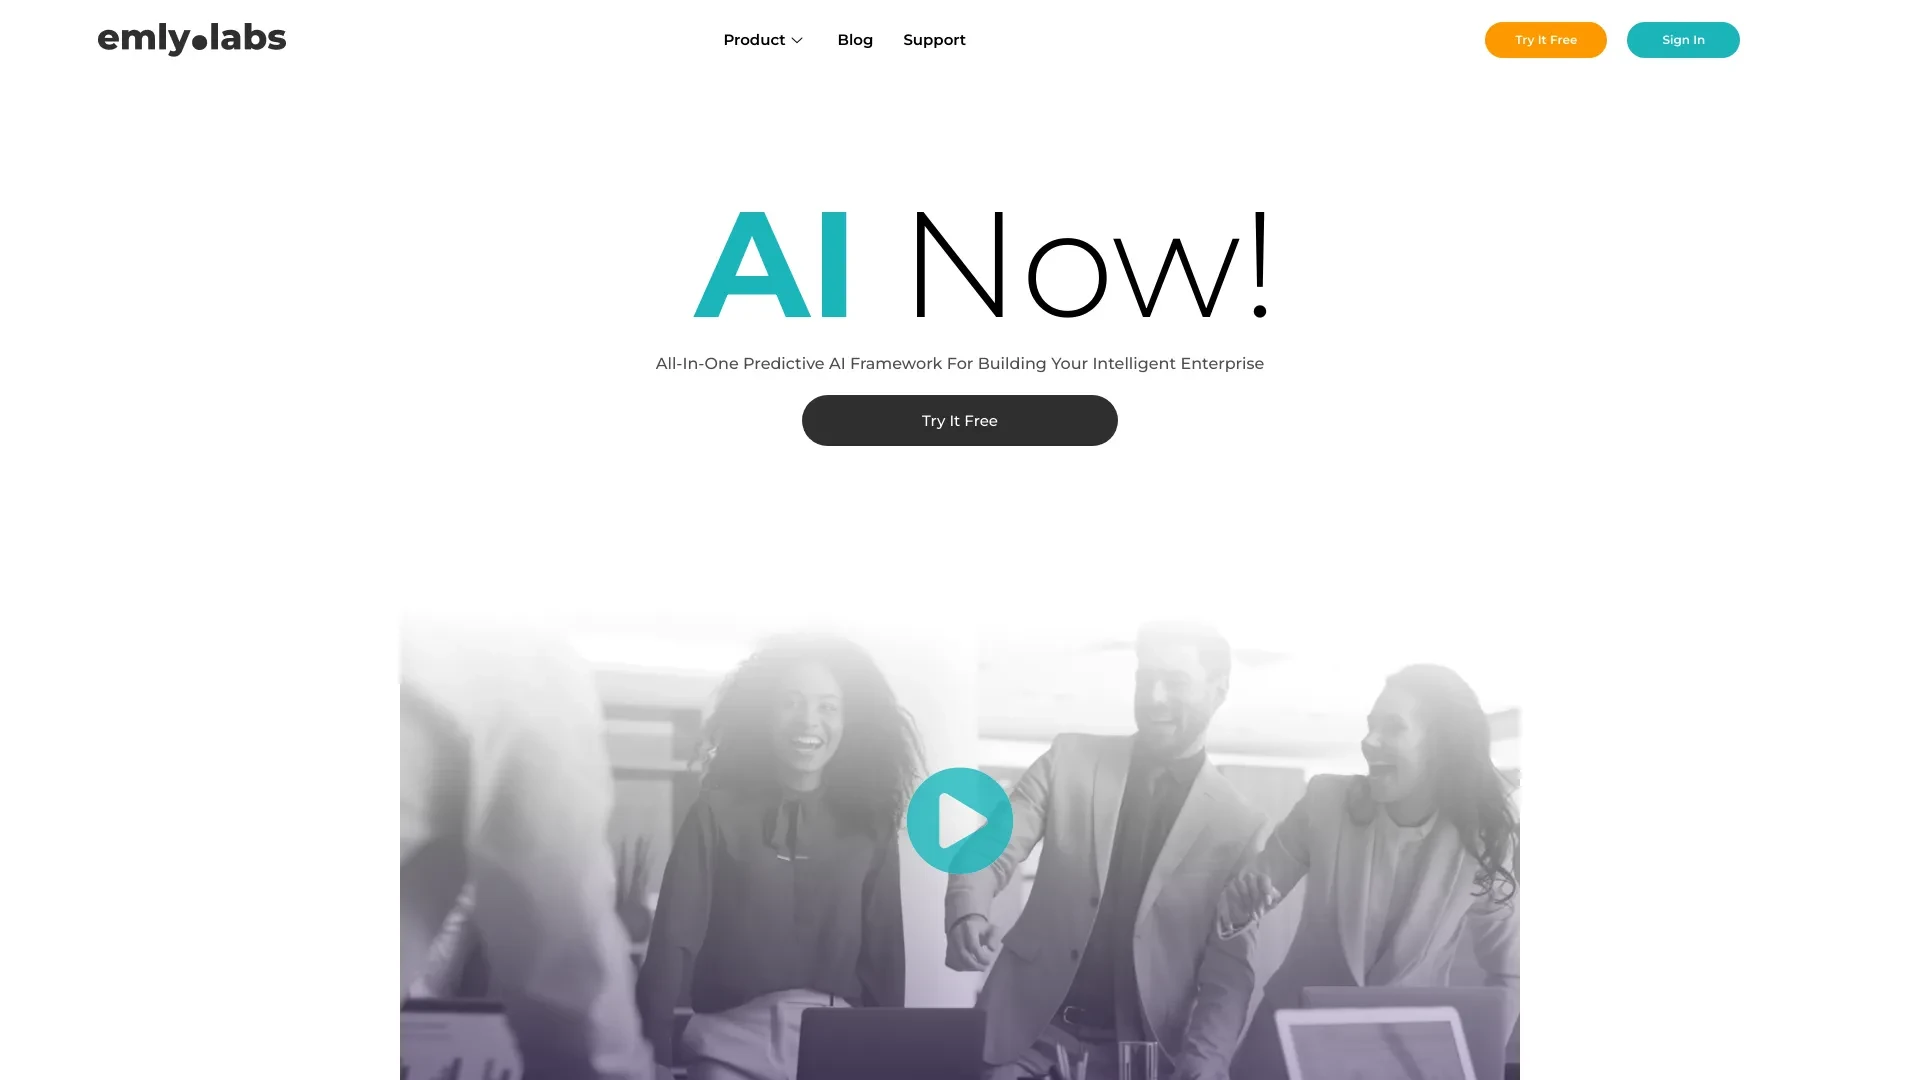 emly.labs
Product
Blog
Support
Try It Free
Sign In
AI Now!
All-In-One Predictive AI Framework For Building Your Intelligent Enterprise
Try It Free